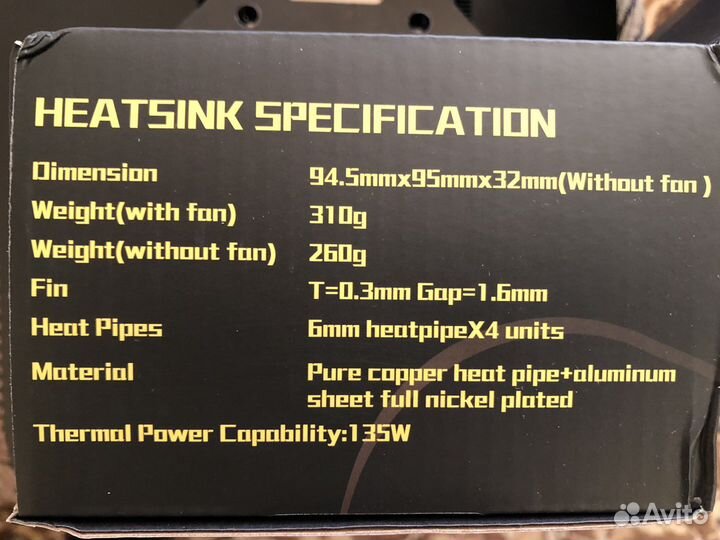 HEATSINK SPECIFICATION
Dimension 94.5mmx95mmx32mm(Without fan )
Weight(with fan) 310g
Weight(without fan) 260g
Fin T=0.3mm Gap=1.6mm
Heat Pipes 6mm heatpipeX4 units
Material Pure copper heat pipe+aluminum
sheet full nickel plated
Thermal Power Capability:135W
Avito